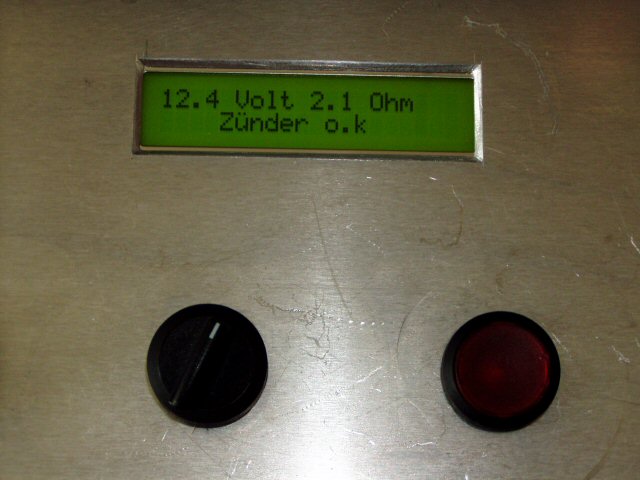 12.4 Volt 2.1 Ohm
Zünder o.k